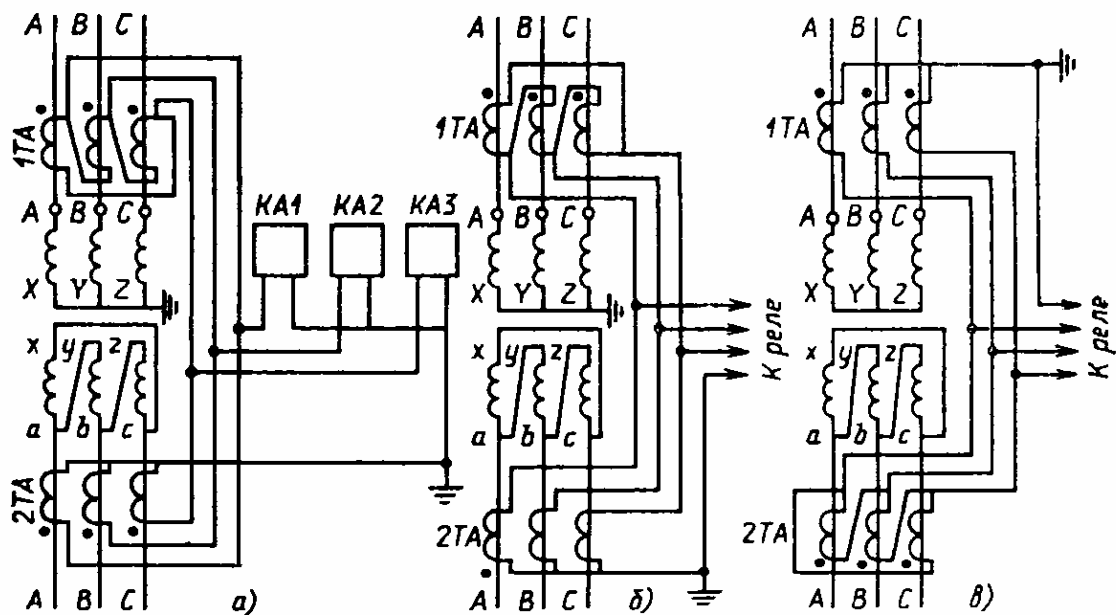 A B C
1TA
A B C
X Y Z
KA1 KA2 KA3
x y z
a b c
2TA
A B C
а)
A B C
1TA
A B C
X Y Z
x y z
a b c
2TA
A B C
К реле
б)
A B C
1TA
A B C
X Y Z
x y z
a b c
2TA
A B C
К реле
в)